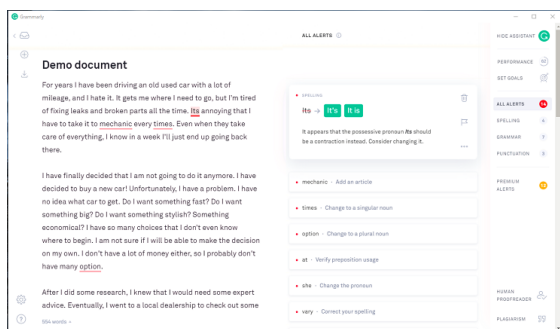 Grammarly
ALL ALERTS
HIDE ASSISTANT
Demo document
For years I have been driving an old used car with a lot of
mileage, and I hate it. It gets me where I need to go, but I'm tired
of fixing leaks and broken parts all the time. Its annoying that I
have to take it to mechanic every times. Even when they take
care of everything, I know in a week I'll just end up going back
there.
I have finally decided that I am not going to do it anymore. I have
decided to buy a new car! Unfortunately, I have a problem. I have
no idea what car to get. Do I want something fast? Do I want
something big? Do I want something stylish? Something
economical? I have so many choices that I don't even know
where to begin. I am not sure if I will be able to make the decision
on my own. I don't have a lot of money either, so I probably don't
have many option.
After I did some research, I knew that I would need some expert
advice. Eventually, I went to a local dealership to check out some
554 words
SPELLING
Its → It's It is
It appears that the possessive pronoun Its should
be a contraction instead. Consider changing it.
mechanic · Add an article
times · Change to a singular noun
option · Change to a plural noun
at · Verify preposition usage
she · Change the pronoun
vary · Correct your spelling
PERFORMANCE
SET GOALS
ALL ALERTS 14
SPELLING
GRAMMAR
PUNCTUATION
PREMIUM
ALERTS
HUMAN
PROOFREADER
PLAGIARISM